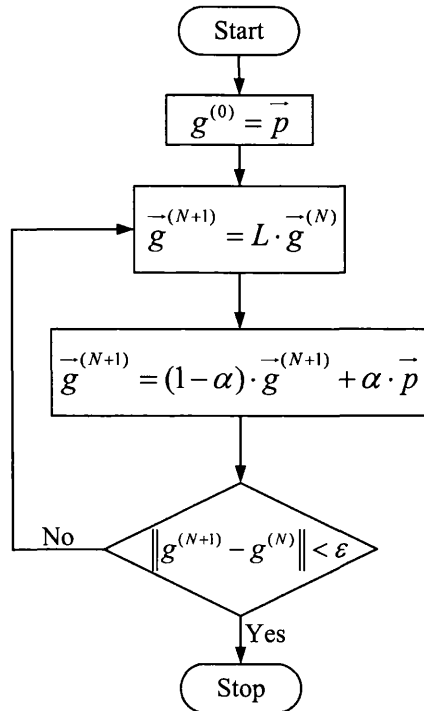 Start
g⃗^(0) = p⃗
g⃗^(N+1) = L · g⃗^(N)
g⃗^(N+1) = (1−α) · g⃗^(N+1) + α · p⃗
No
‖g^(N+1) − g^(N)‖ < ε
Yes
Stop